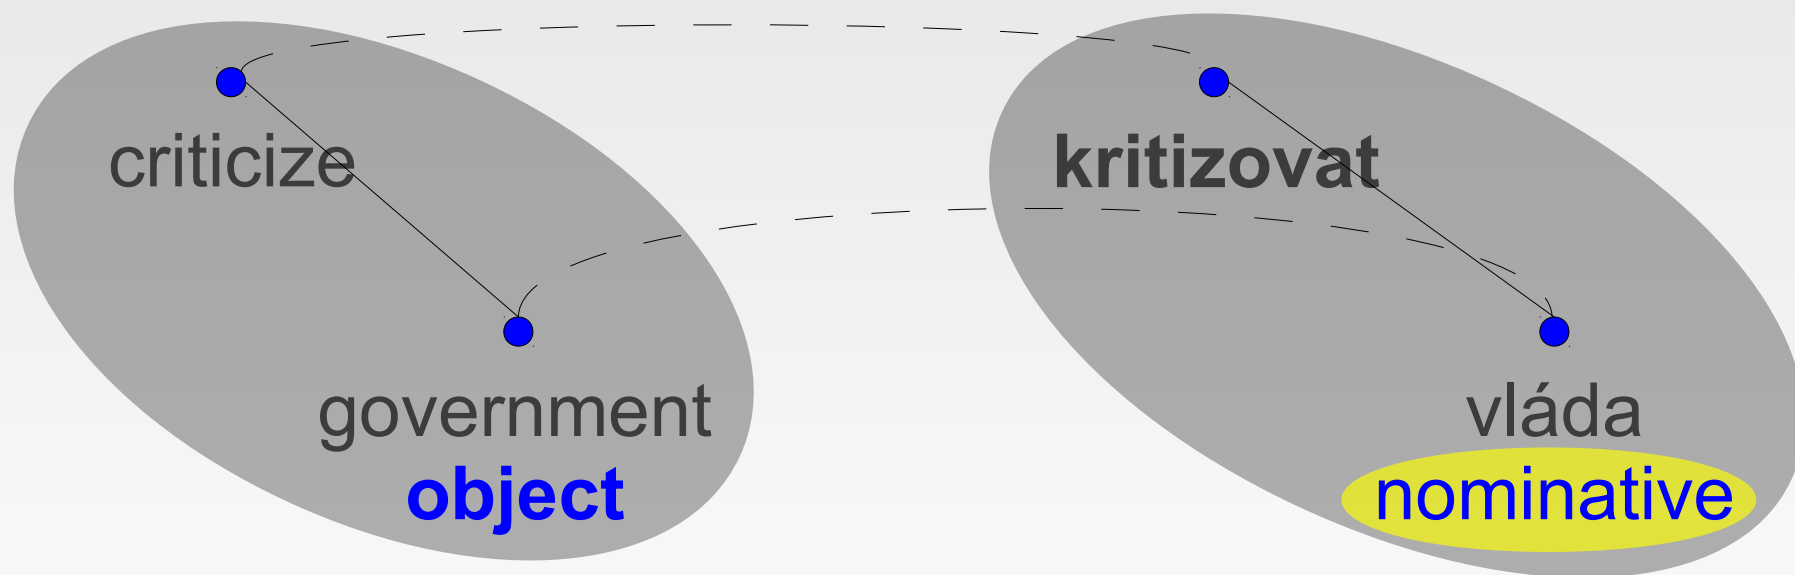 criticize
government
object
kritizovat
vláda
nominative